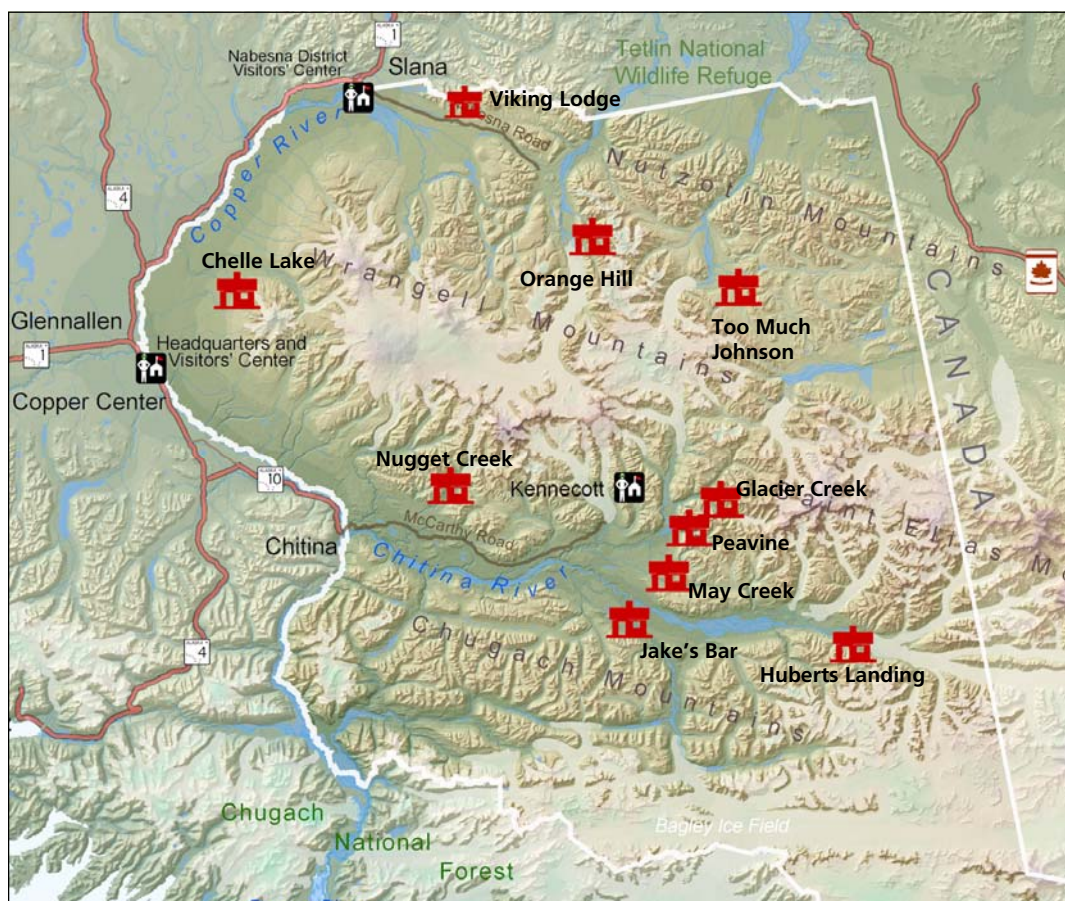 1
Nabesna District
Visitors' Center
Slana
Tetlin National
Wildlife Refuge
Viking Lodge
Road
Copper River
4
Nutzotin Mountains
Chelle Lake
Wrangell Mountains
Orange Hill
Too Much
Johnson
CANADA
Glennallen
1
Headquarters and
Visitors' Center
Copper Center
Nugget Creek
10
Kennecott
Glacier Creek
Saint Elias
Peavine
McCarthy Road
Chitina
Chitina River
May Creek
Chugach Mountains
Jake's Bar
Huberts Landing
4
Chugach
National
Forest
Bagley Ice Field